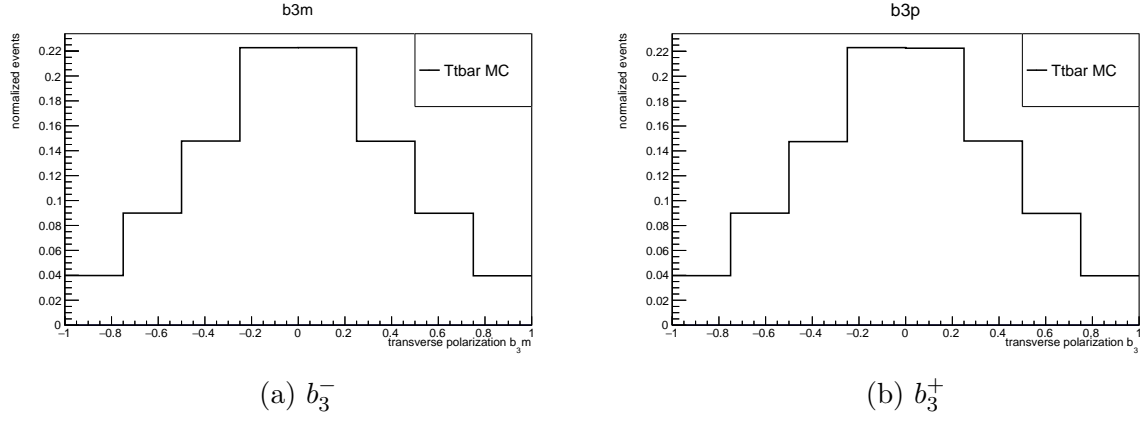 b3m
normalized events
0.22
0.2
0.18
0.16
0.14
0.12
0.1
0.08
0.06
0.04
0.02
0
Ttbar MC
−1 −0.8 −0.6 −0.4 −0.2 0 0.2 0.4 0.6 0.8 1
transverse polarization b_3 m
(a) b_3^−
b3p
normalized events
0.22
0.2
0.18
0.16
0.14
0.12
0.1
0.08
0.06
0.04
0.02
0
Ttbar MC
−1 −0.8 −0.6 −0.4 −0.2 0 0.2 0.4 0.6 0.8 1
transverse polarization b_3
(b) b_3^+